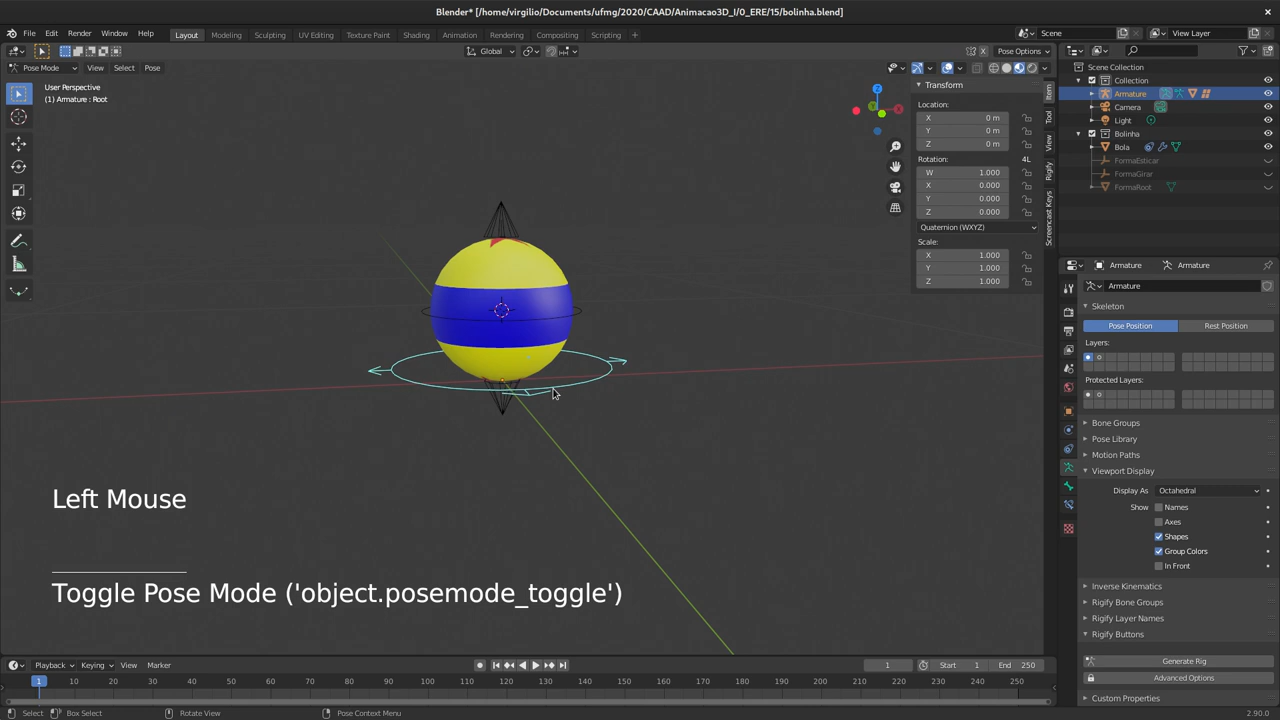 Blender* [/home/virgilio/Documents/ufmg/2020/CAAD/Animacao3D_I/0_ERE/15/bolinha.blend]
File Edit Render Window Help Layout Modeling Sculpting UV Editing Texture Paint Shading Animation Rendering Compositing Scripting + Scene View Layer
Global Pose Options
Pose Mode View Select Pose
User Perspective
(1) Armature : Root
Z
X
Y
Transform
Location:
X 0 m
Y 0 m
Z 0 m
Rotation: 4L
W 1.000
X 0.000
Y 0.000
Z 0.000
Quaternion (WXYZ)
Scale:
X 1.000
Y 1.000
Z 1.000
Item
Tool
View
Rigify
Screencast Keys
Scene Collection
Collection
Armature
Camera
Light
Bolinha
Bola
FormaEsticar
FormaGirar
FormaRoot
Armature Armature
Armature
Skeleton
Pose Position Rest Position
Layers:
Protected Layers:
Bone Groups
Pose Library
Motion Paths
Viewport Display
Display As Octahedral
Show Names
Axes
Shapes
Group Colors
In Front
Inverse Kinematics
Rigify Bone Groups
Rigify Layer Names
Rigify Buttons
Generate Rig
Advanced Options
Custom Properties
Left Mouse
Toggle Pose Mode ('object.posemode_toggle')
Playback Keying View Marker 1 Start 1 End 250
1 10 20 30 40 50 60 70 80 90 100 110 120 130 140 150 160 170 180 190 200 210 220 230 240 250
Select Box Select Rotate View Pose Context Menu 2.90.0